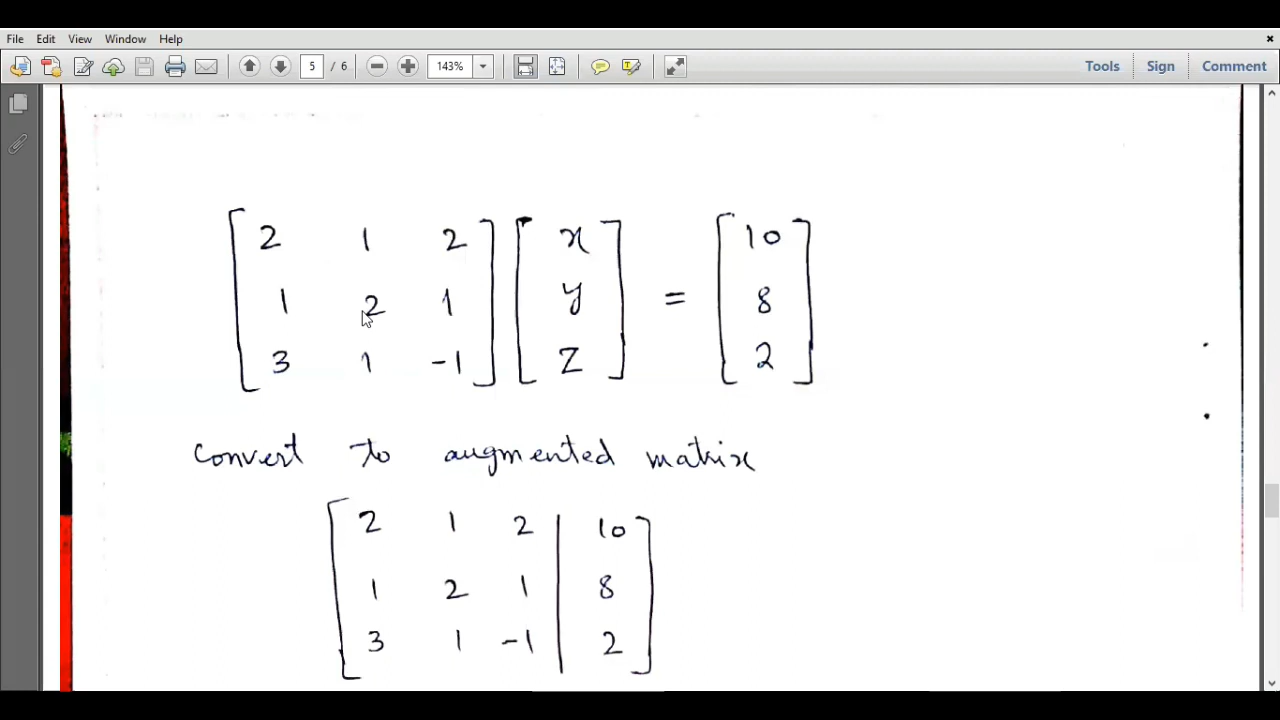 File Edit View Window Help
5 / 6 143% Tools Sign Comment
2 1 2 x 10
1 2 1 y = 8
3 1 -1 z 2
Convert to augmented matrix
2 1 2 | 10
1 2 1 | 8
3 1 -1 | 2